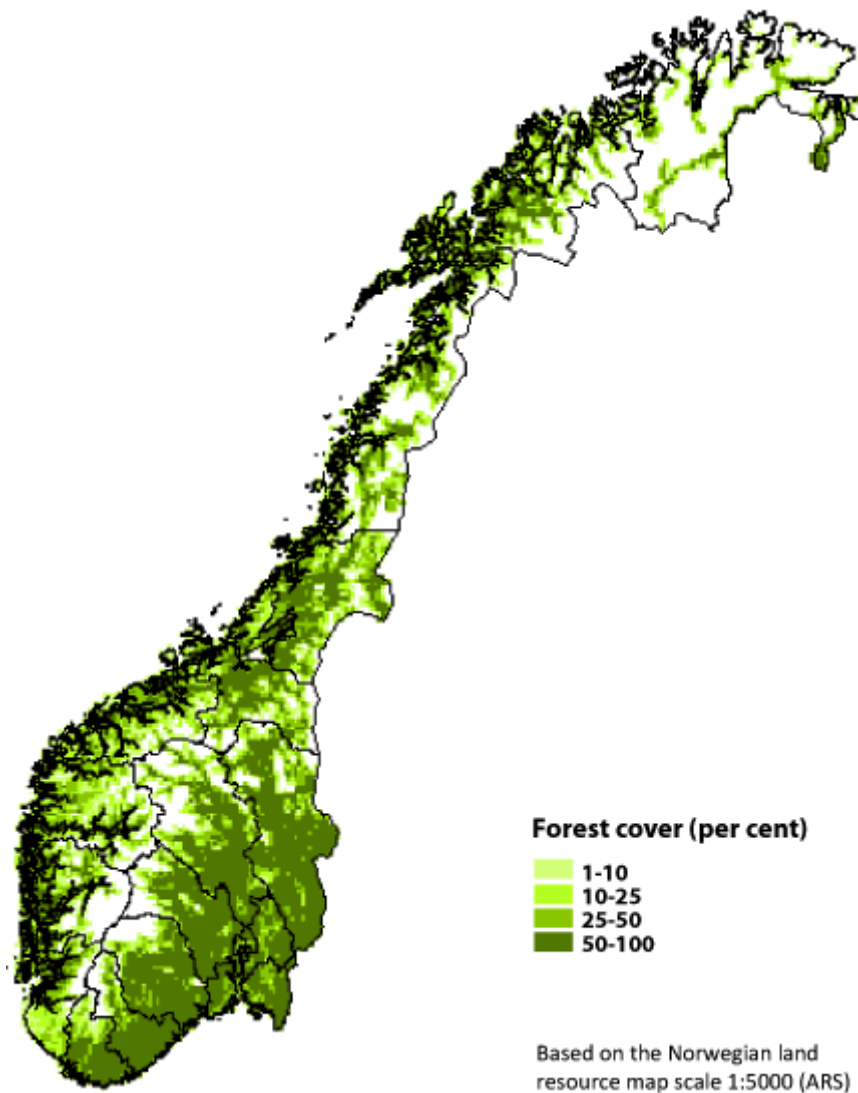 Forest cover (per cent)
1-10
10-25
25-50
50-100
Based on the Norwegian land
resource map scale 1:5000 (ARS)